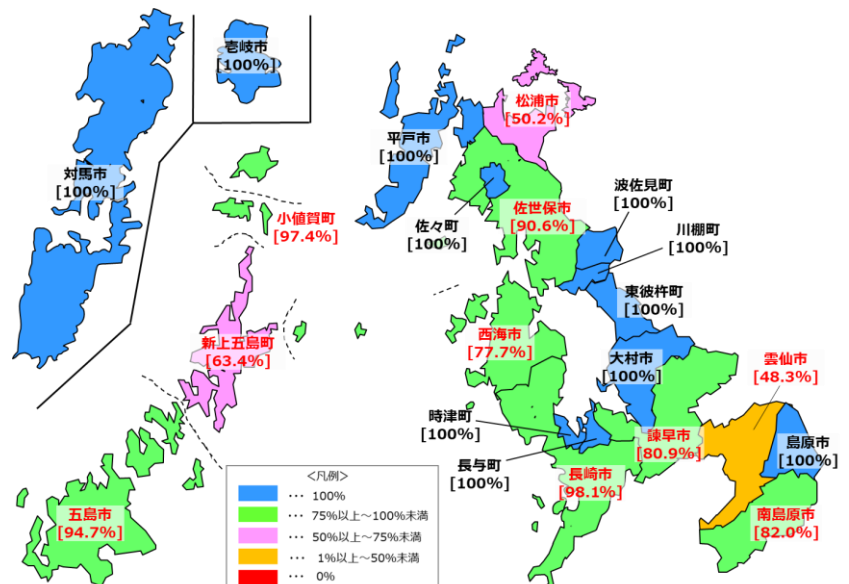 壱岐市
[100%]
対馬市
[100%]
平戸市
[100%]
松浦市
[50.2%]
小値賀町
[97.4%]
佐々町
[100%]
佐世保市
[90.6%]
波佐見町
[100%]
川棚町
[100%]
東彼杵町
[100%]
新上五島町
[63.4%]
西海市
[77.7%]
大村市
[100%]
雲仙市
[48.3%]
時津町
[100%]
長与町
[100%]
諫早市
[80.9%]
島原市
[100%]
長崎市
[98.1%]
南島原市
[82.0%]
五島市
[94.7%]
<凡例>
… 100%
… 75%以上～100%未満
… 50%以上～75%未満
… 1%以上～50%未満
… 0%